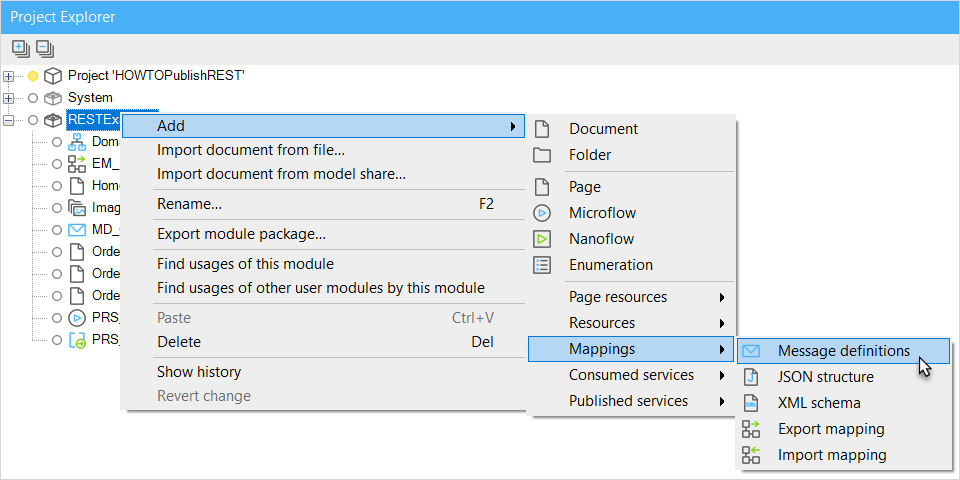 Project Explorer
Project 'HOWTOPublishREST'
System
RESTEx
Doma
EM_
Home
Imag
MD_
Orde
Orde
Orde
PRS_
PRS_
Add
Import document from file...
Import document from model share...
Rename... F2
Export module package...
Find usages of this module
Find usages of other user modules by this module
Paste Ctrl+V
Delete Del
Show history
Revert change
Document
Folder
Page
Microflow
Nanoflow
Enumeration
Page resources
Resources
Mappings
Consumed services
Published services
Message definitions
JSON structure
XML schema
Export mapping
Import mapping